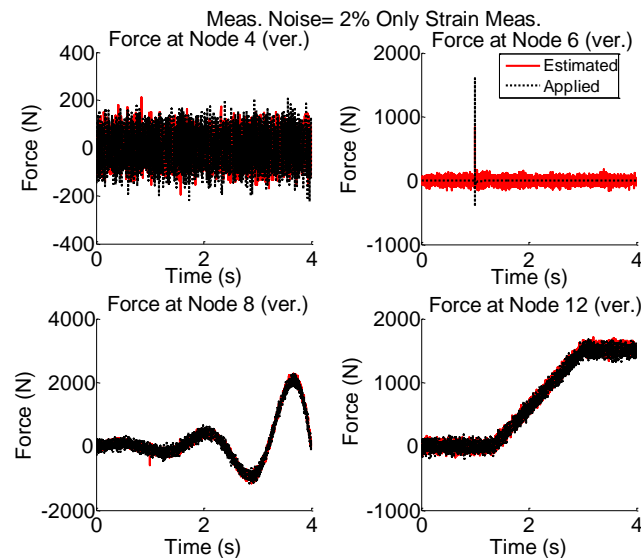 Meas. Noise= 2% Only Strain Meas.
Force at Node 4 (ver.)
400
200
0
-200
-400
Force (N)
0
2
4
Time (s)
Force at Node 6 (ver.)
Estimated
Applied
2000
1000
0
-1000
Force (N)
0
2
4
Time (s)
Force at Node 8 (ver.)
4000
2000
0
-2000
Force (N)
0
2
4
Time (s)
Force at Node 12 (ver.)
2000
1000
0
-1000
Force (N)
0
2
4
Time (s)